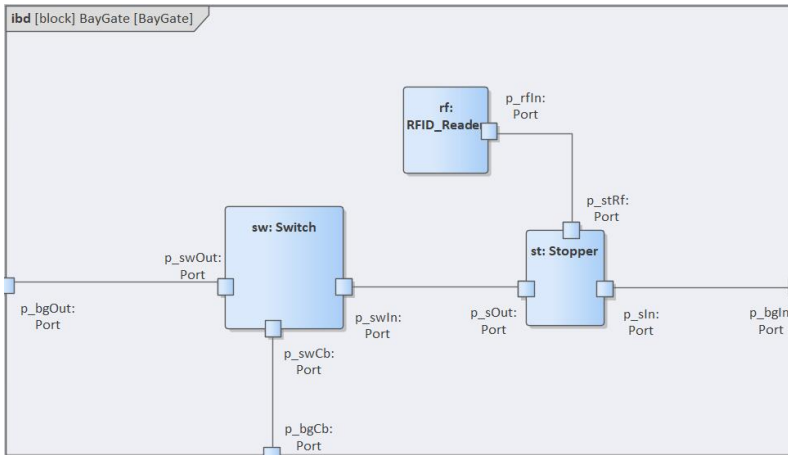 ibd [block] BayGate [BayGate]
rf:
RFID_Reader
p_rfIn:
Port
p_stRf:
Port
sw: Switch
st: Stopper
p_swOut:
Port
p_bgOut:
Port
p_swIn:
Port
p_sOut:
Port
p_sIn:
Port
p_bgIn
Port
p_swCb:
Port
p_bgCb:
Port